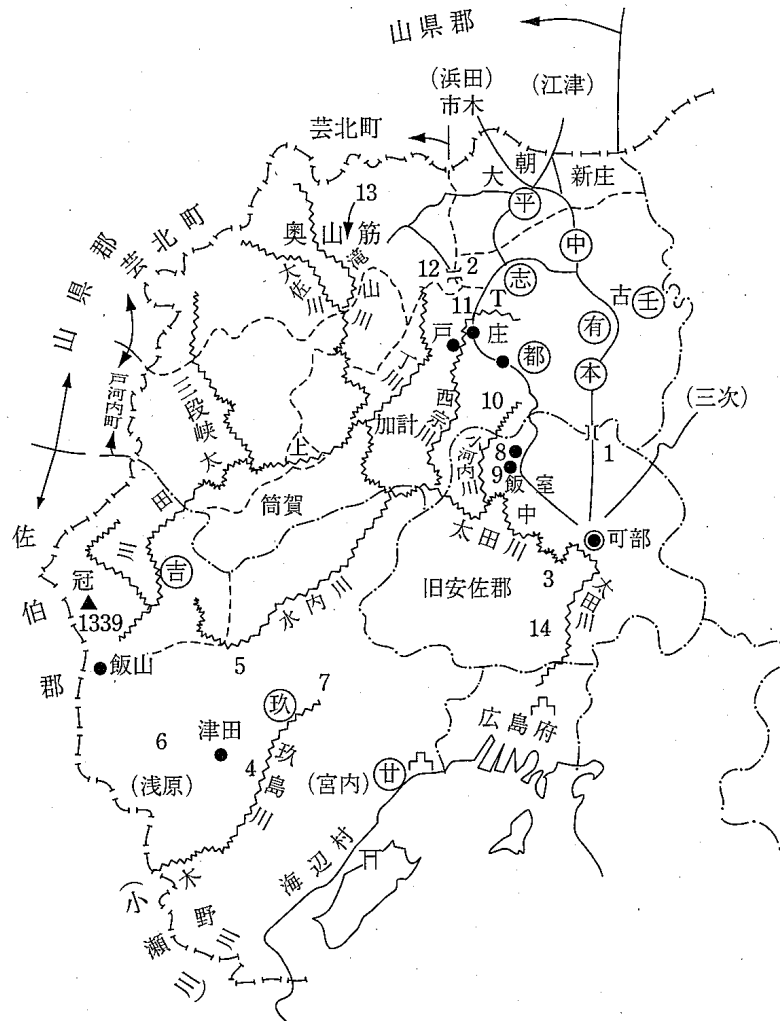 山県郡
(浜田)
市木
(江津)
芸北町
朝
大
新庄
平
13
奥山筋
中
山県郡芸北町
大佐川
滝山川
12
2
志
古
壬
11
T
有
戸
庄
都
本
戸河内町
三段峡
丁川
西宗川
10
(三次)
加計
上
小河内川
8
1
9
飯室
大田川
筒賀
中
太田川
可部
佐伯郡
吉
3
冠
水内川
旧安佐郡
太田川
1339
14
飯山
5
7
玖
広島府
6
津田
4
玖島川
(浅原)
(宮内)
廿
海辺村
木野川
(小瀬川)